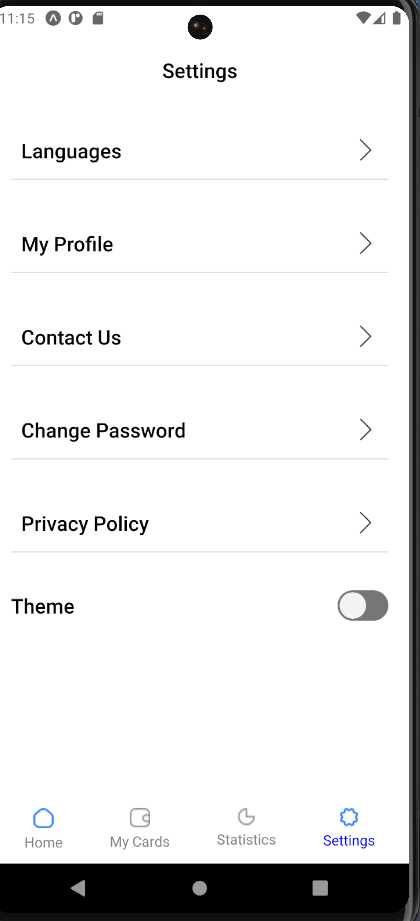 11:15
Settings
Languages
My Profile
Contact Us
Change Password
Privacy Policy
Theme
Home
My Cards
Statistics
Settings